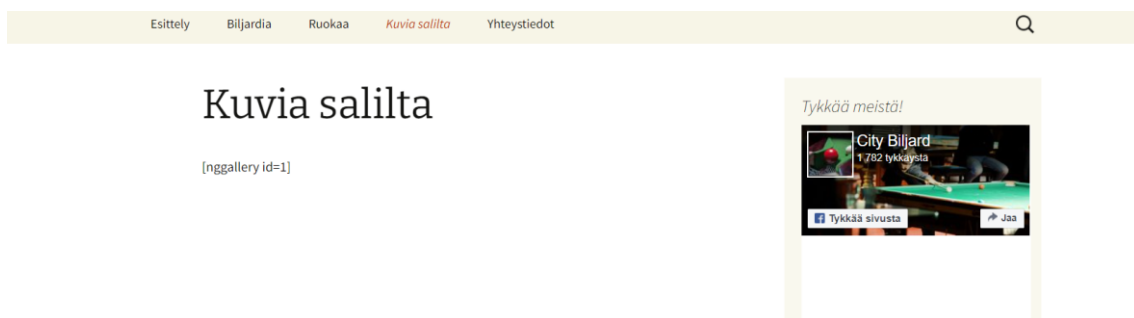 Esittely Biljardia Ruokaa Kuvia salilta Yhteystiedot
Kuvia salilta
[nggallery id=1]
Tykkää meistä!
City Biljard
1 782 tykkäystä
Tykkää sivusta Jaa